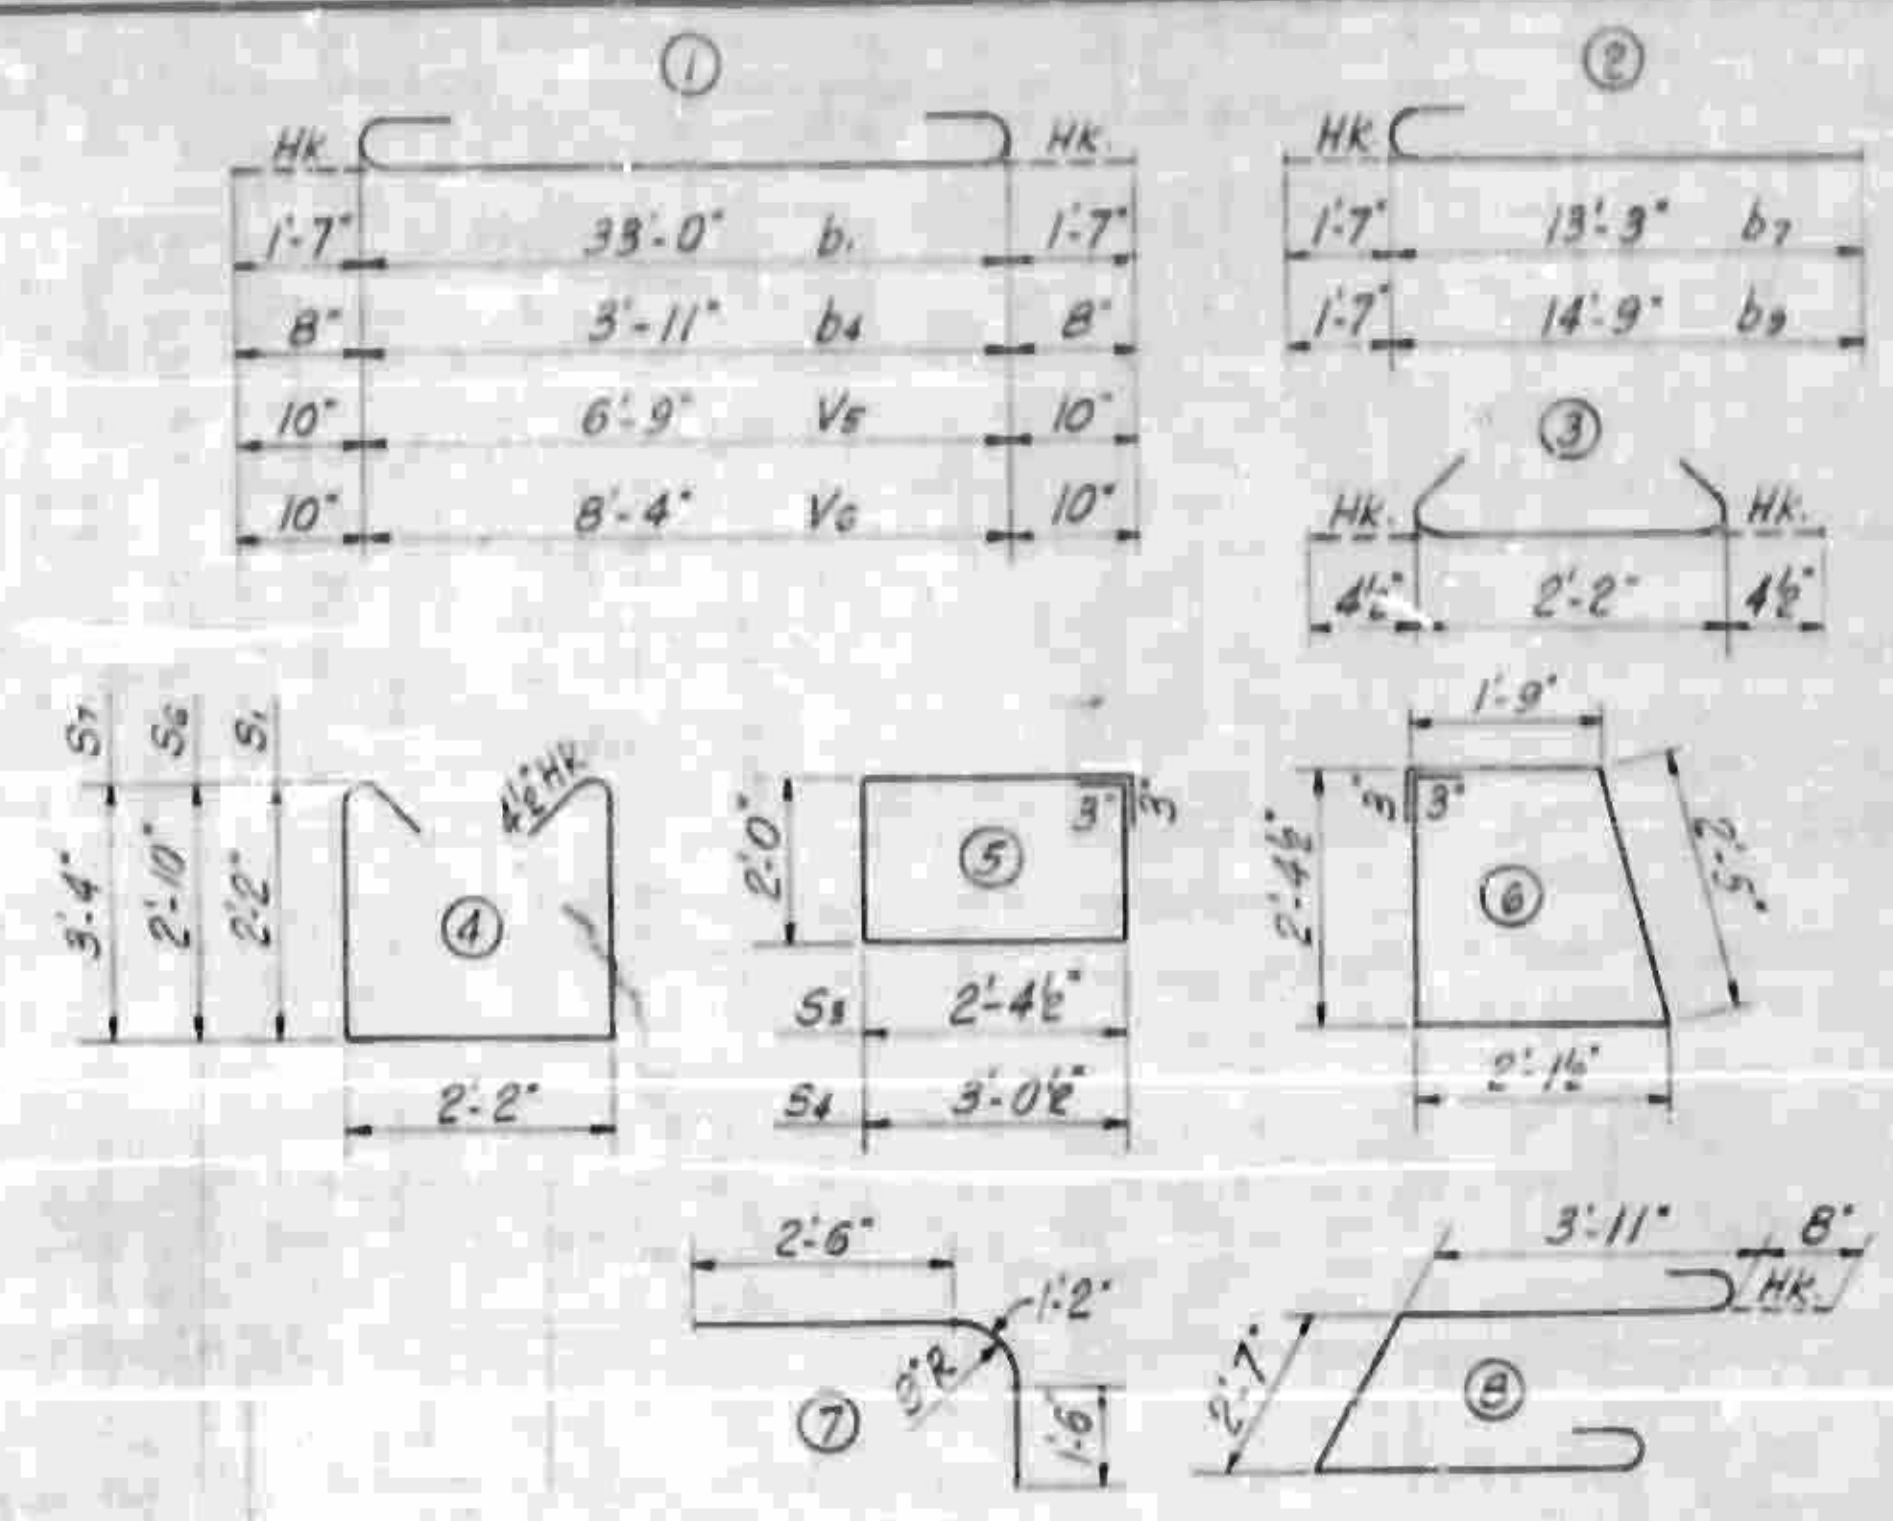 1
HK. HK.
1'-7" 33'-0" b1 1'-7"
8" 3'-11" b4 8"
10" 6'-9" V5 10"
10" 8'-4" V6 10"
2
HK
1'-7" 13'-3" b7
1'-7" 14'-9" b9
3
HK. HK.
4½" 2'-2" 4½"
S7 S6 S1
3'-4" 2'-10" 2'-2"
4½" HK
4
2'-2"
2'-0"
3" 3"
5
2'-4½"
S4 3'-0½"
1'-9"
3" 3"
2'-4½"
6
2'-5"
2'-1½"
2'-6"
1'-2"
7
1'-6"
3'-11" 8"
HK.
2'-7"
8